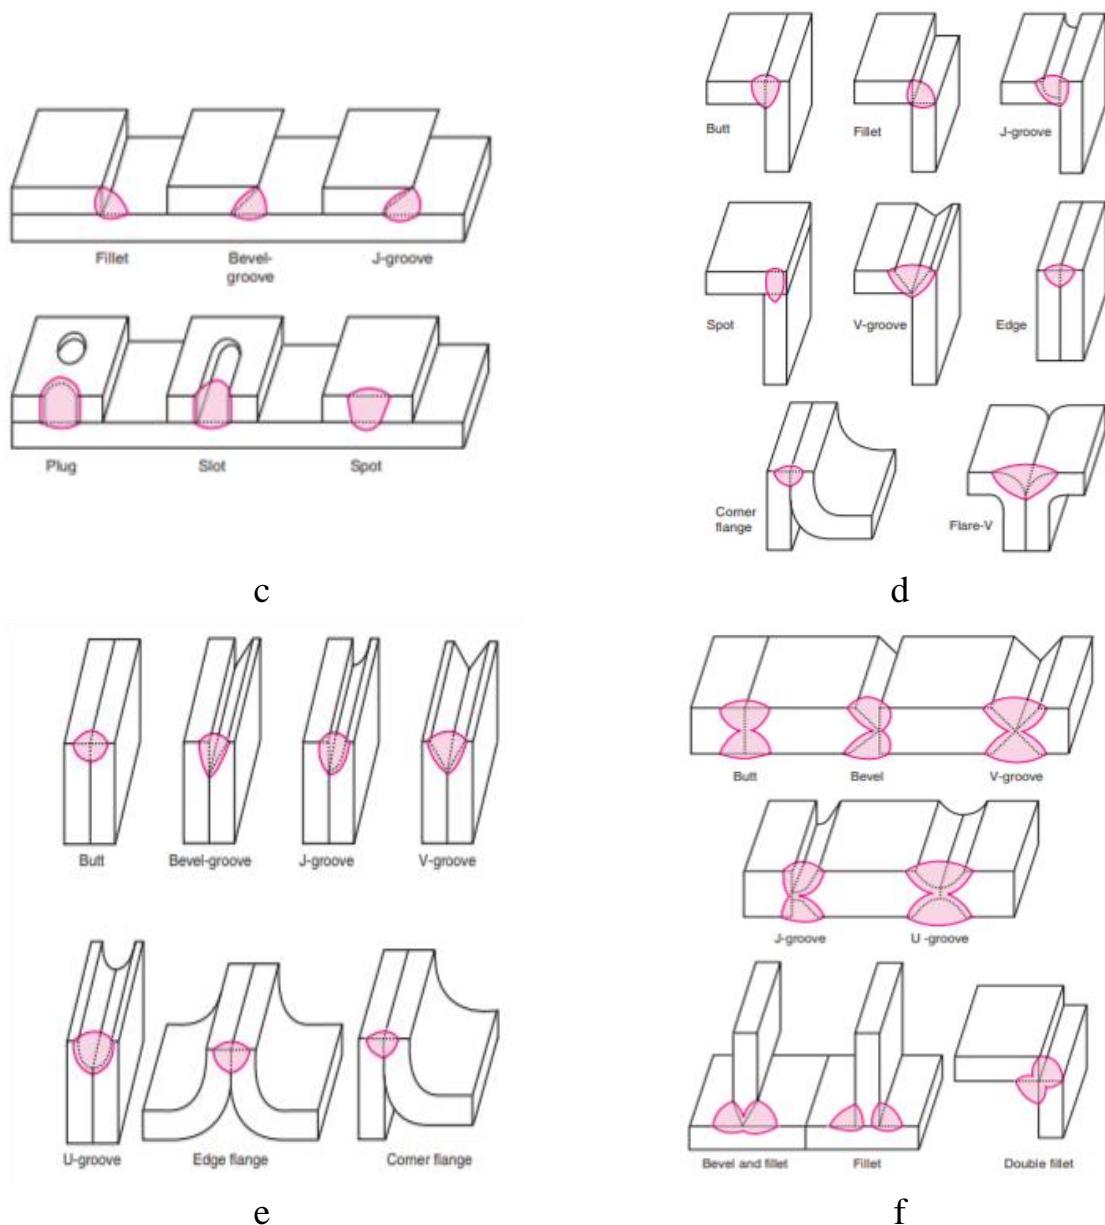 Fillet
Bevel-
groove
J-groove
Plug
Slot
Spot
c
Butt
Fillet
J-groove
Spot
V-groove
Edge
Corner
flange
Flare-V
d
Butt
Bevel-groove
J-groove
V-groove
U-groove
Edge flange
Corner flange
e
Butt
Bevel
V-groove
J-groove
U -groove
Bevel and fillet
Fillet
Double fillet
f